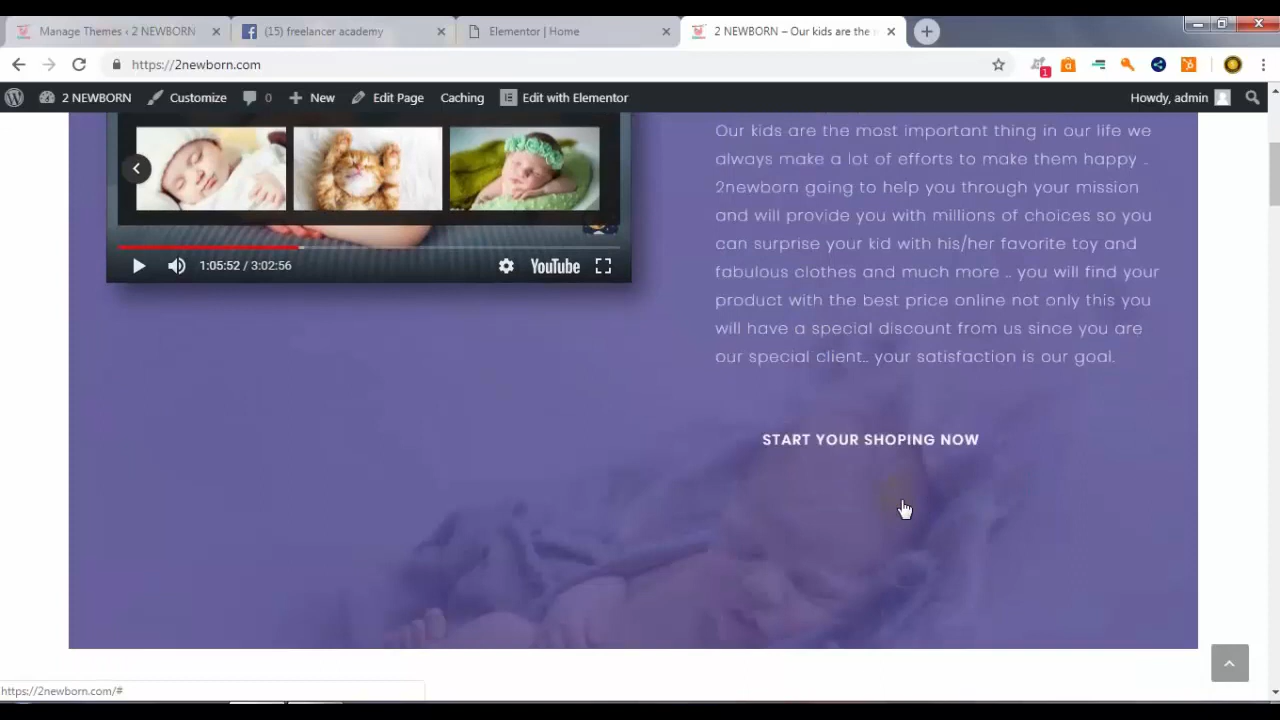 Manage Themes ‹ 2 NEWBORN
(15) freelancer academy
Elementor | Home
2 NEWBORN – Our kids are the
https://2newborn.com
1
2 NEWBORN
Customize
0
New
Edit Page
Caching
Edit with Elementor
Howdy, admin
Our kids are the most important thing in our life we
always make a lot of efforts to make them happy .
2newborn going to help you through your mission
and will provide you with millions of choices so you
can surprise your kid with his/her favorite toy and
fabulous clothes and much more .. you will find your
product with the best price online not only this you
will have a special discount from us since you are
our special client.. your satisfaction is our goal.
1:05:52 / 3:02:56
YouTube
START YOUR SHOPING NOW
https://2newborn.com/#